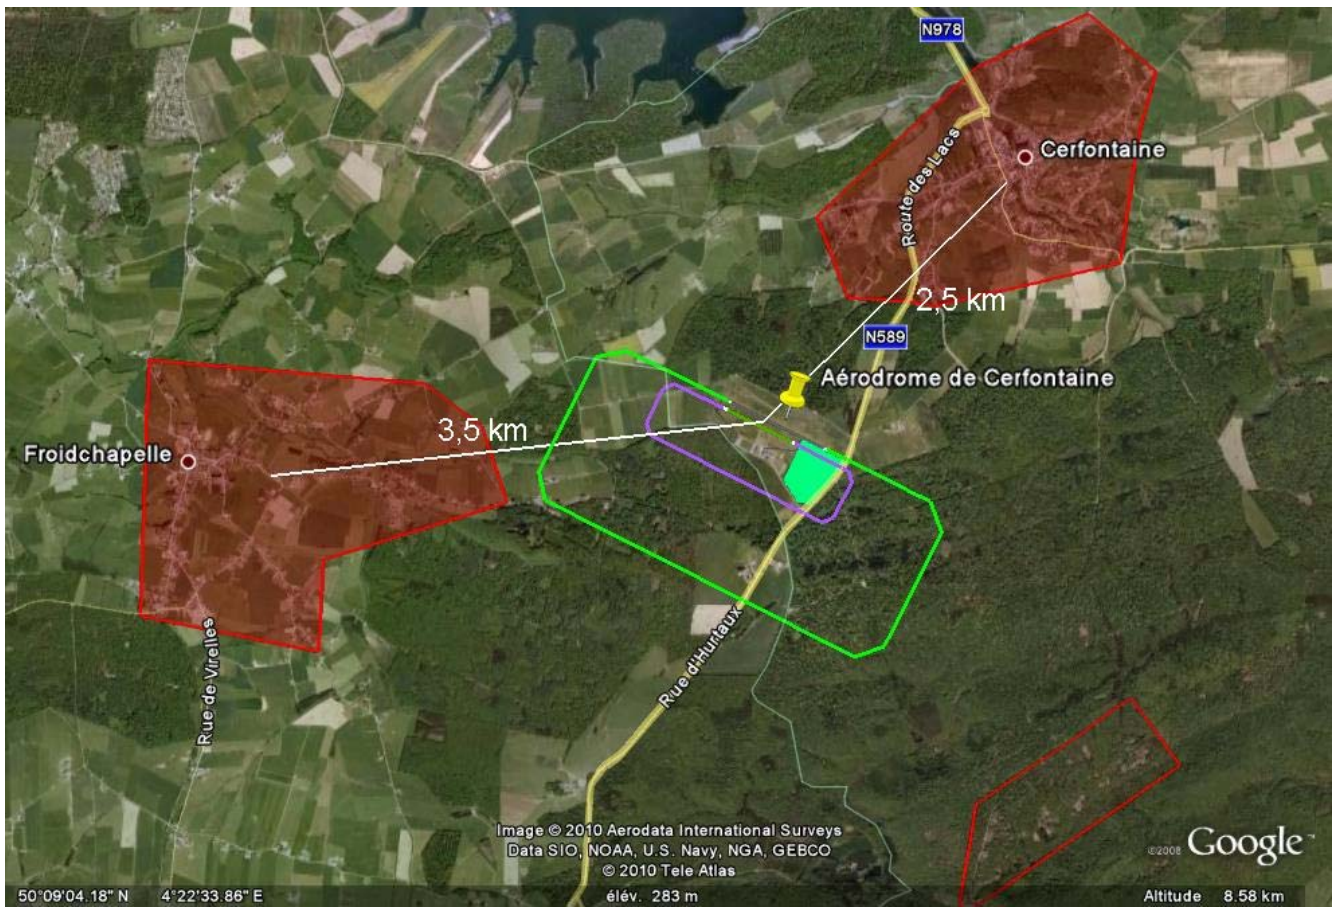 N978
Cerfontaine
Route des Lacs
2,5 km
N589
Aérodrome de Cerfontaine
3,5 km
Froidchapelle
Rue de Virelles
Rue d'Hurtaux
Image © 2010 Aerodata International Surveys
Data SIO, NOAA, U.S. Navy, NGA, GEBCO
© 2010 Tele Atlas
©2008 Google™
50°09'04.18" N 4°22'33.86" E
élév. 283 m
Altitude 8.58 km